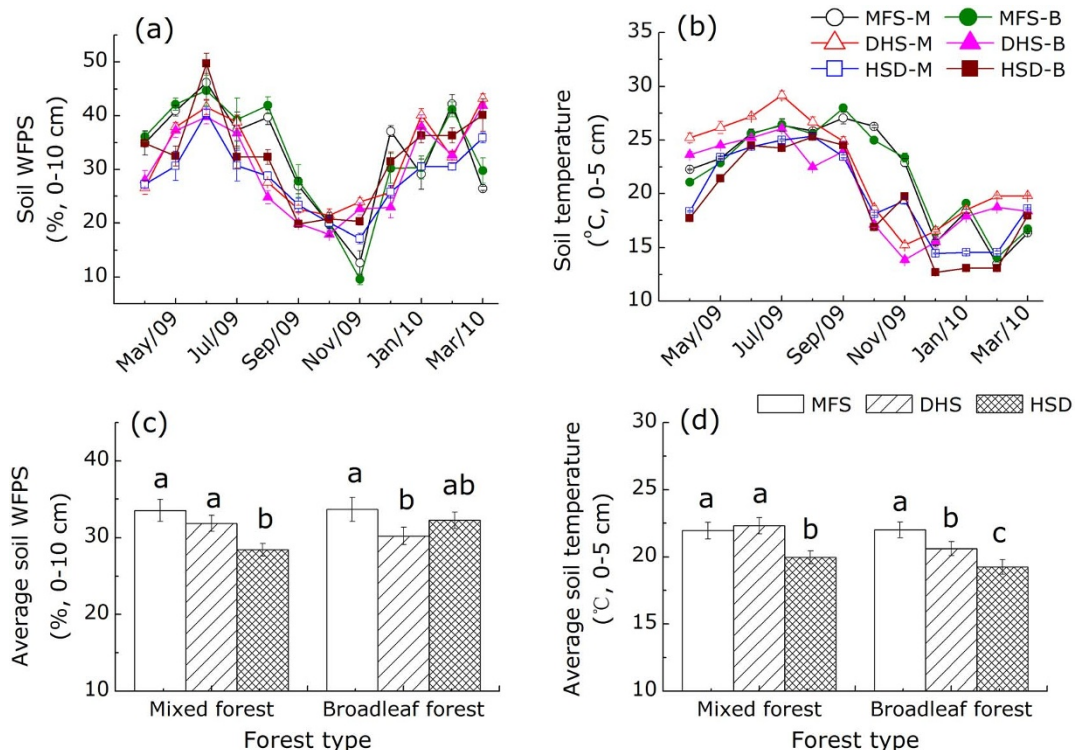 (a)
Soil WFPS
(%, 0-10 cm)
50
40
30
20
10
May/09
Jul/09
Sep/09
Nov/09
Jan/10
Mar/10
(b)
MFS-M
MFS-B
DHS-M
DHS-B
HSD-M
HSD-B
Soil temperature
(°C, 0-5 cm)
35
30
25
20
15
10
May/09
Jul/09
Sep/09
Nov/09
Jan/10
Mar/10
(c)
Average soil WFPS
(%, 0-10 cm)
45
40
30
20
10
a
a
b
a
b
ab
Mixed forest
Broadleaf forest
Forest type
(d)
MFS
DHS
HSD
Average soil temperature
(℃, 0-5 cm)
30
25
20
15
10
a
a
b
a
b
c
Mixed forest
Broadleaf forest
Forest type